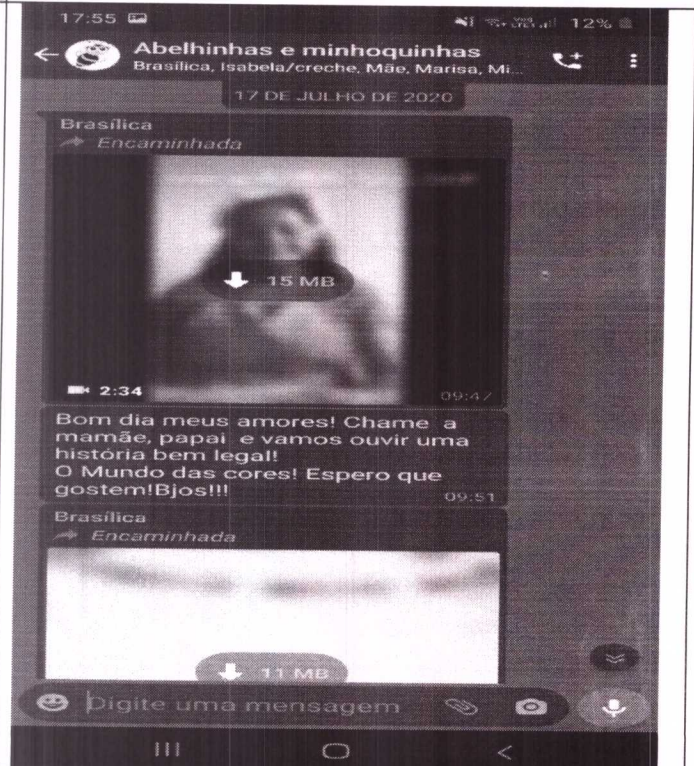 17:55 12%
Abelhinhas e minhoquinhas
Brasílica, Isabela/creche, Mãe, Marisa, Mi...
17 DE JULHO DE 2020
Brasílica
Encaminhada
15 MB
2:34 09:47
Bom dia meus amores! Chame a
mamãe, papai e vamos ouvir uma
história bem legal!
O Mundo das cores! Espero que
gostem!Bjos!!!
09:51
Brasílica
Encaminhada
11 MB
Digite uma mensagem